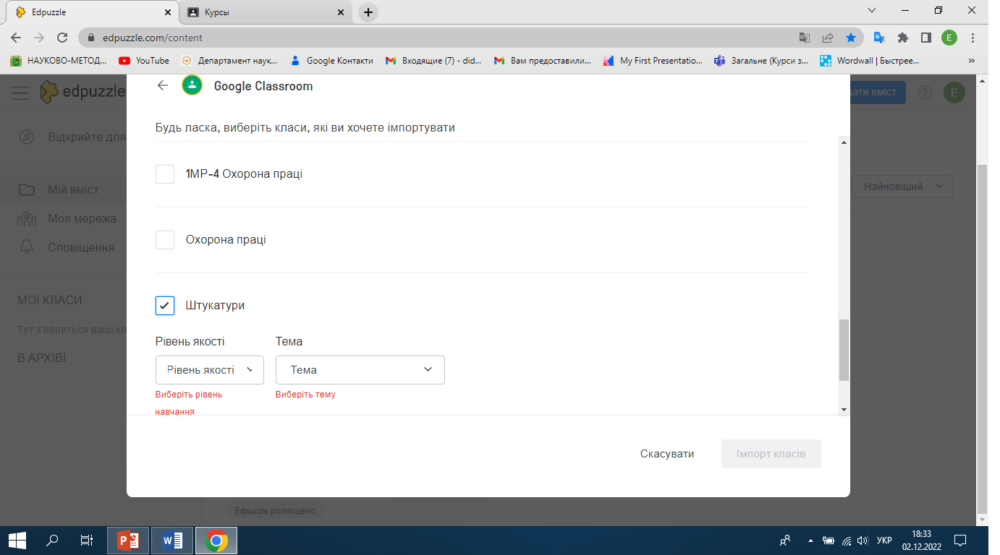 Edpuzzle
Курсы
edpuzzle.com/content
НАУКОВО-МЕТОД...
YouTube
Департамент наук...
Google Контакти
Входящие (7) - did...
Вам предоставили...
My First Presentatio...
Загальне (Курси з...
Wordwall | Быстрее...
»
edpuzzle
Google Classroom
дати вміст
?
E
E
Будь ласка, виберіть класи, які ви хочете імпортувати
Відкрийте для
1МР-4 Охорона праці
Мій вміст
Найновіший
Моя мережа
Сповіщення
Охорона праці
МОЇ КЛАСИ
Штукатури
Тут з'являться ваші кл
Рівень якості
Тема
В АРХІВІ
Рівень якості
Тема
Виберіть рівень
навчання
Виберіть тему
Скасувати
Імпорт класів
Edpuzzle розміщено
УКР
18:33
02.12.2022